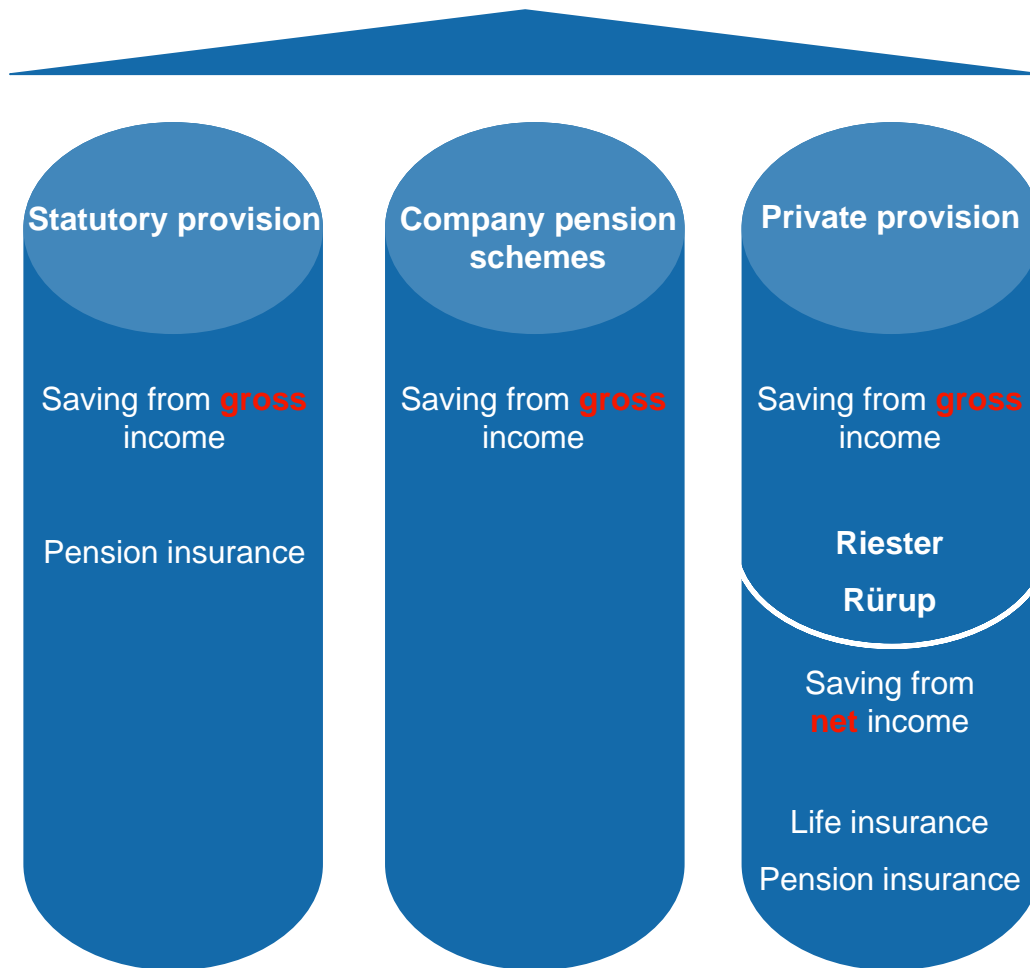 Statutory provision
Saving from gross
income
Pension insurance
Company pension
schemes
Saving from gross
income
Private provision
Saving from gross
income
Riester
Rürup
Saving from
net income
Life insurance
Pension insurance